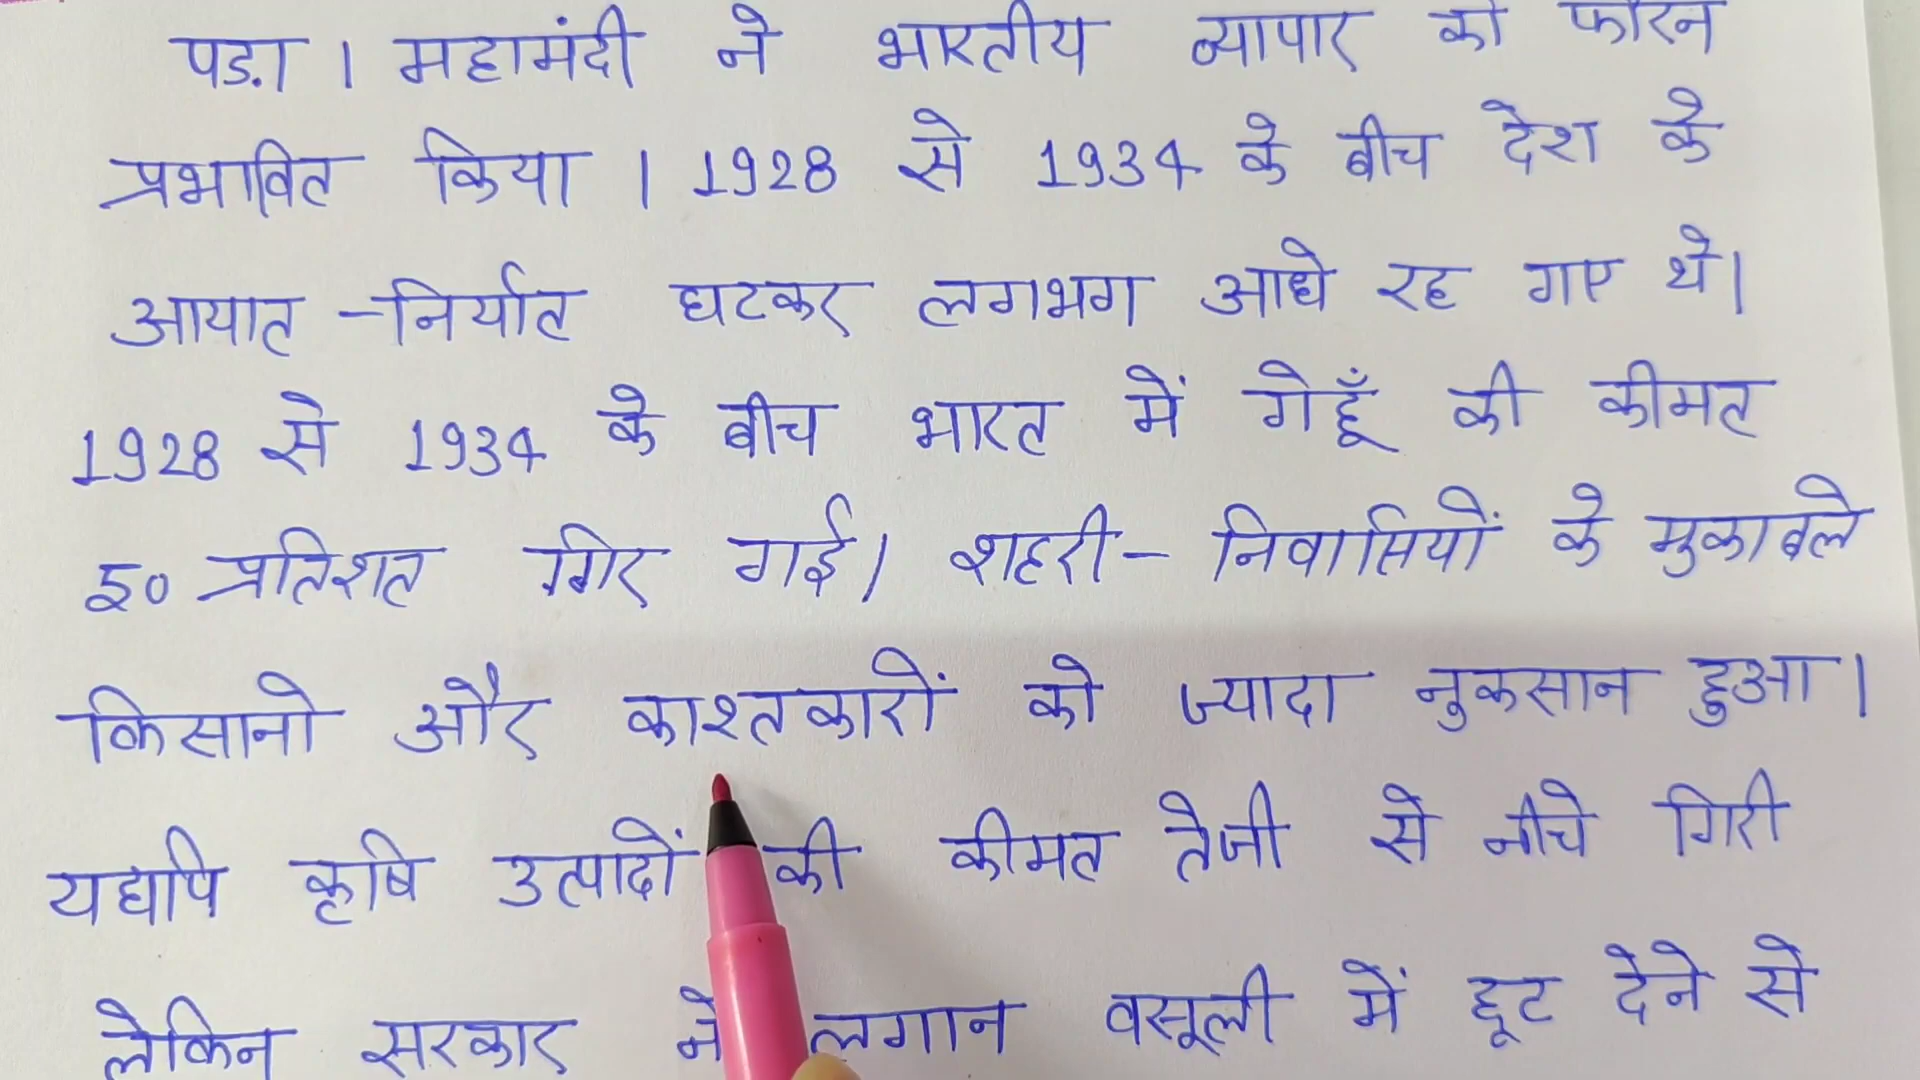 पड़ा । महामंदी ने भारतीय व्यापार को फौरन
प्रभावित किया । 1928 से 1934 के बीच देश के
आयात -निर्यात घटकर लगभग आधे रह गए थे।
1928 से 1934 के बीच भारत में गेहूँ की कीमत
50 प्रतिशत गिर गई। शहरी- निवासियों के मुकाबले
किसानो और काश्तकारों को ज्यादा नुकसान हुआ ।
यद्यपि कृषि उत्पादों की कीमत तेजी से नीचे गिरी
लेकिन सरकार ने लगान वसूली में छूट देने से